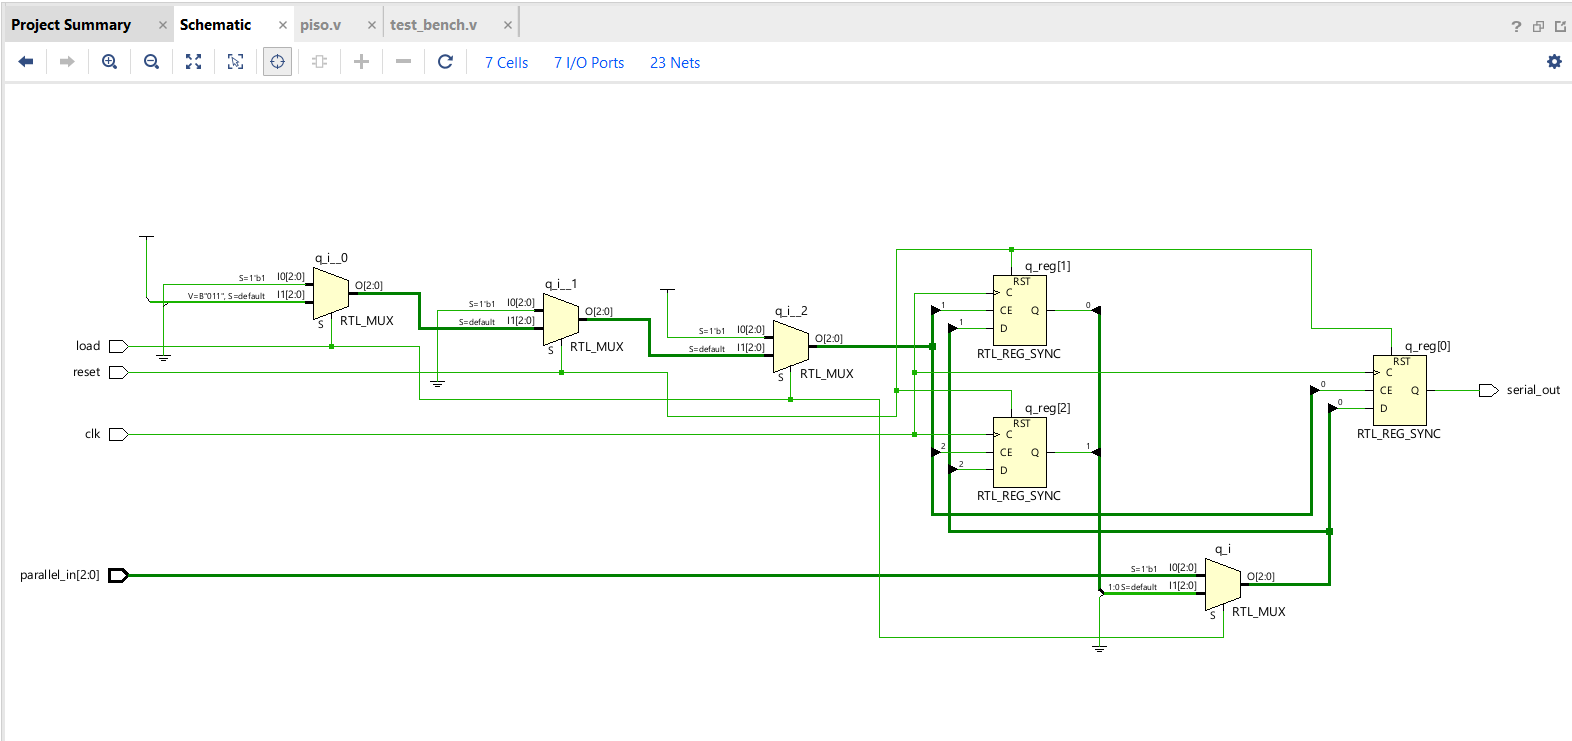 Project Summary × Schematic × piso.v × test_bench.v × ?
7 Cells 7 I/O Ports 23 Nets
q_i__0
S=1'b1 I0[2:0]
V=B"011", S=default I1[2:0]
O[2:0]
S
RTL_MUX
q_i__1
S=1'b1 I0[2:0]
S=default I1[2:0]
O[2:0]
S
RTL_MUX
q_i__2
S=1'b1 I0[2:0]
S=default I1[2:0]
O[2:0]
S
RTL_MUX
load
reset
clk
parallel_in[2:0]
q_reg[1]
RST
C
1 CE Q 0
1 D
RTL_REG_SYNC
q_reg[2]
RST
C
2 CE Q 1
2 D
RTL_REG_SYNC
q_reg[0]
RST
C
0 CE Q
0 D
RTL_REG_SYNC
serial_out
q_i
S=1'b1 I0[2:0]
1:0 S=default I1[2:0]
O[2:0]
S
RTL_MUX